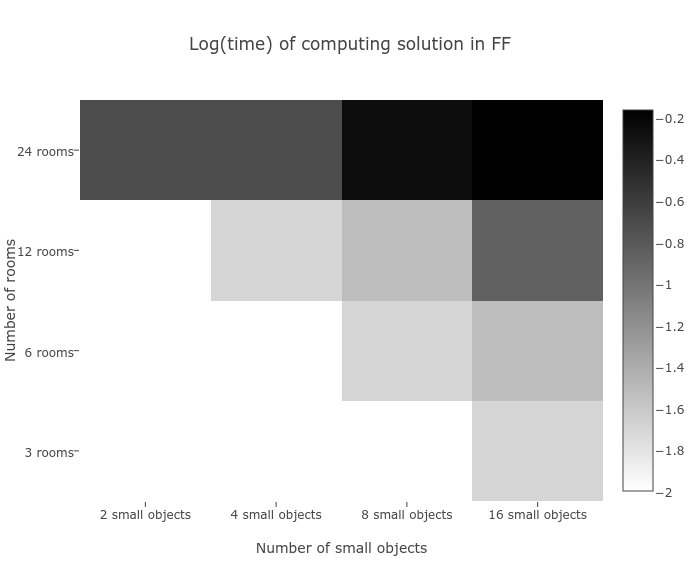 Log(time) of computing solution in FF
24 rooms
12 rooms
6 rooms
3 rooms
Number of rooms
2 small objects
4 small objects
8 small objects
16 small objects
Number of small objects
−0.2
−0.4
−0.6
−0.8
−1
−1.2
−1.4
−1.6
−1.8
−2